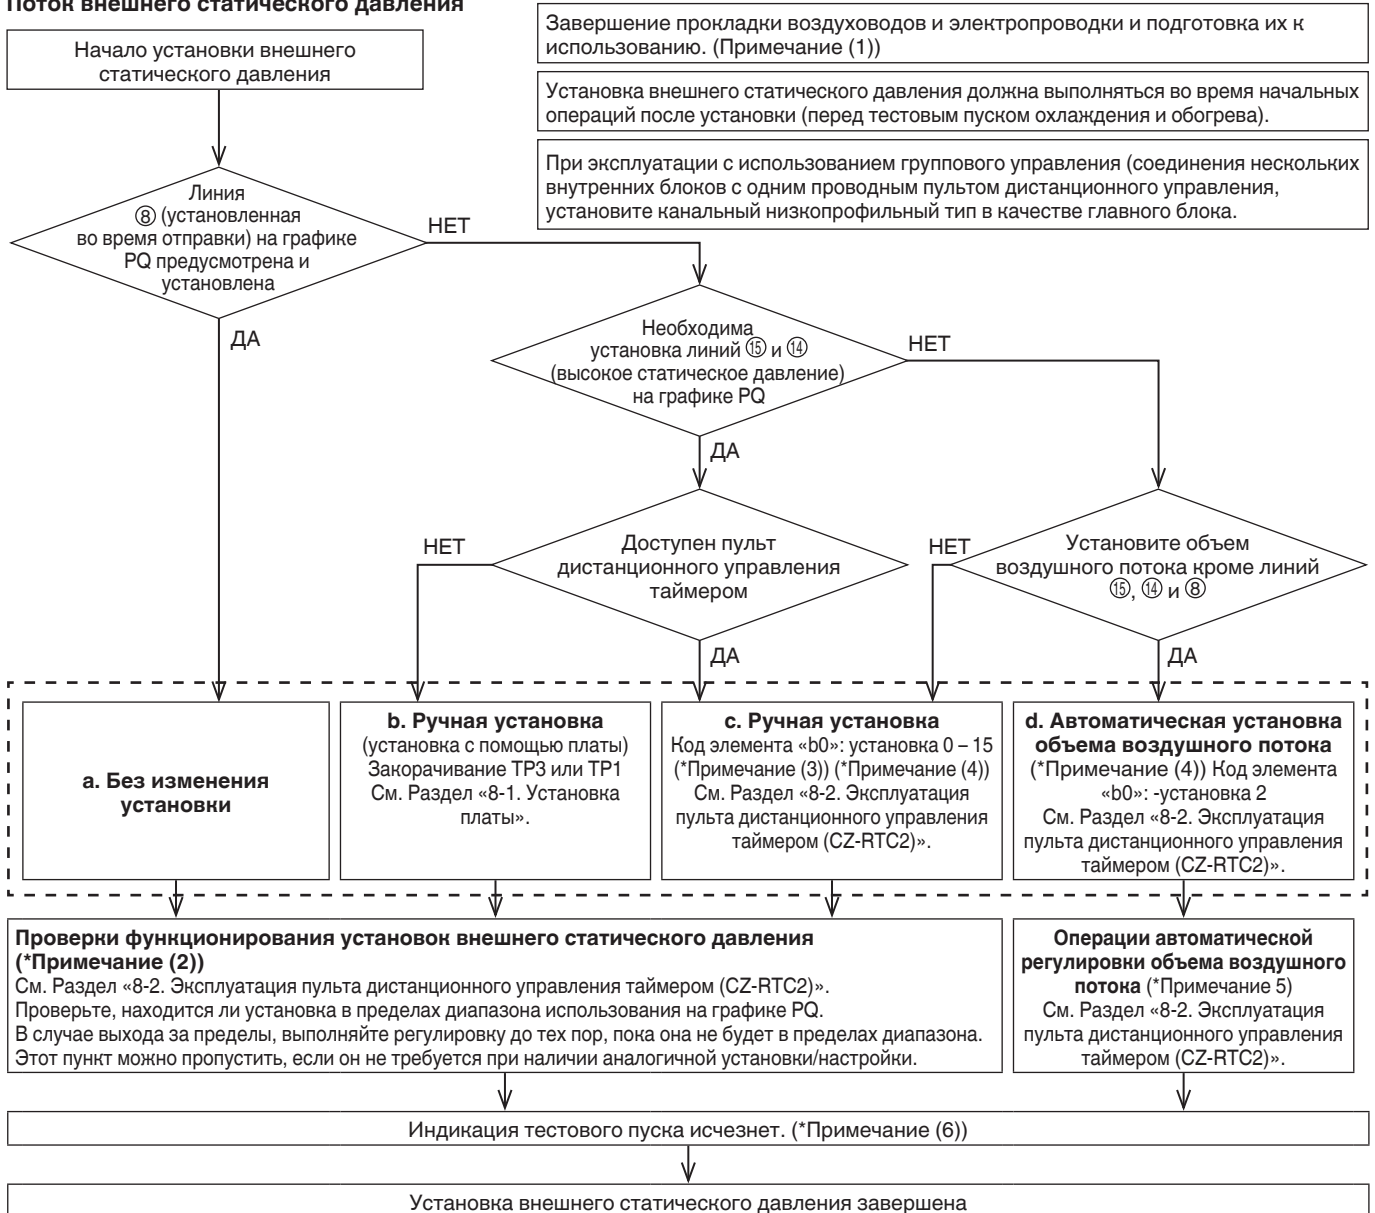 Поток внешнего статического давления
Начало установки внешнего
статического давления
Завершение прокладки воздуховодов и электропроводки и подготовка их к
использованию. (Примечание (1))
Установка внешнего статического давления должна выполняться во время начальных
операций после установки (перед тестовым пуском охлаждения и обогрева).
При эксплуатации с использованием группового управления (соединения нескольких
внутренних блоков с одним проводным пультом дистанционного управления,
установите канальный низкопрофильный тип в качестве главного блока.
Линия
⑧ (установленная
во время отправки) на графике
PQ предусмотрена и
установлена
НЕТ
ДА
Необходима
установка линий ⑮ и ⑭
(высокое статическое давление)
на графике PQ
НЕТ
ДА
Доступен пульт
дистанционного управления
таймером
НЕТ
ДА
Установите объем
воздушного потока кроме линий
⑮, ⑭ и ⑧
НЕТ
ДА
a. Без изменения
установки
b. Ручная установка
(установка с помощью платы)
Закорачивание TP3 или TP1
См. Раздел «8-1. Установка
платы».
c. Ручная установка
Код элемента «b0»: установка 0 – 15
(*Примечание (3)) (*Примечание (4))
См. Раздел «8-2. Эксплуатация
пульта дистанционного управления
таймером (CZ-RTC2)».
d. Автоматическая установка
объема воздушного потока
(*Примечание (4)) Код элемента
«b0»: -установка 2
См. Раздел «8-2. Эксплуатация
пульта дистанционного управления
таймером (CZ-RTC2)».
Проверки функционирования установок внешнего статического давления
(*Примечание (2))
См. Раздел «8-2. Эксплуатация пульта дистанционного управления таймером (CZ-RTC2)».
Проверьте, находится ли установка в пределах диапазона использования на графике PQ.
В случае выхода за пределы, выполняйте регулировку до тех пор, пока она не будет в пределах диапазона.
Этот пункт можно пропустить, если он не требуется при наличии аналогичной установки/настройки.
Операции автоматической
регулировки объема воздушного
потока (*Примечание 5)
См. Раздел «8-2. Эксплуатация
пульта дистанционного управления
таймером (CZ-RTC2)».
Индикация тестового пуска исчезнет. (*Примечание (6))
Установка внешнего статического давления завершена